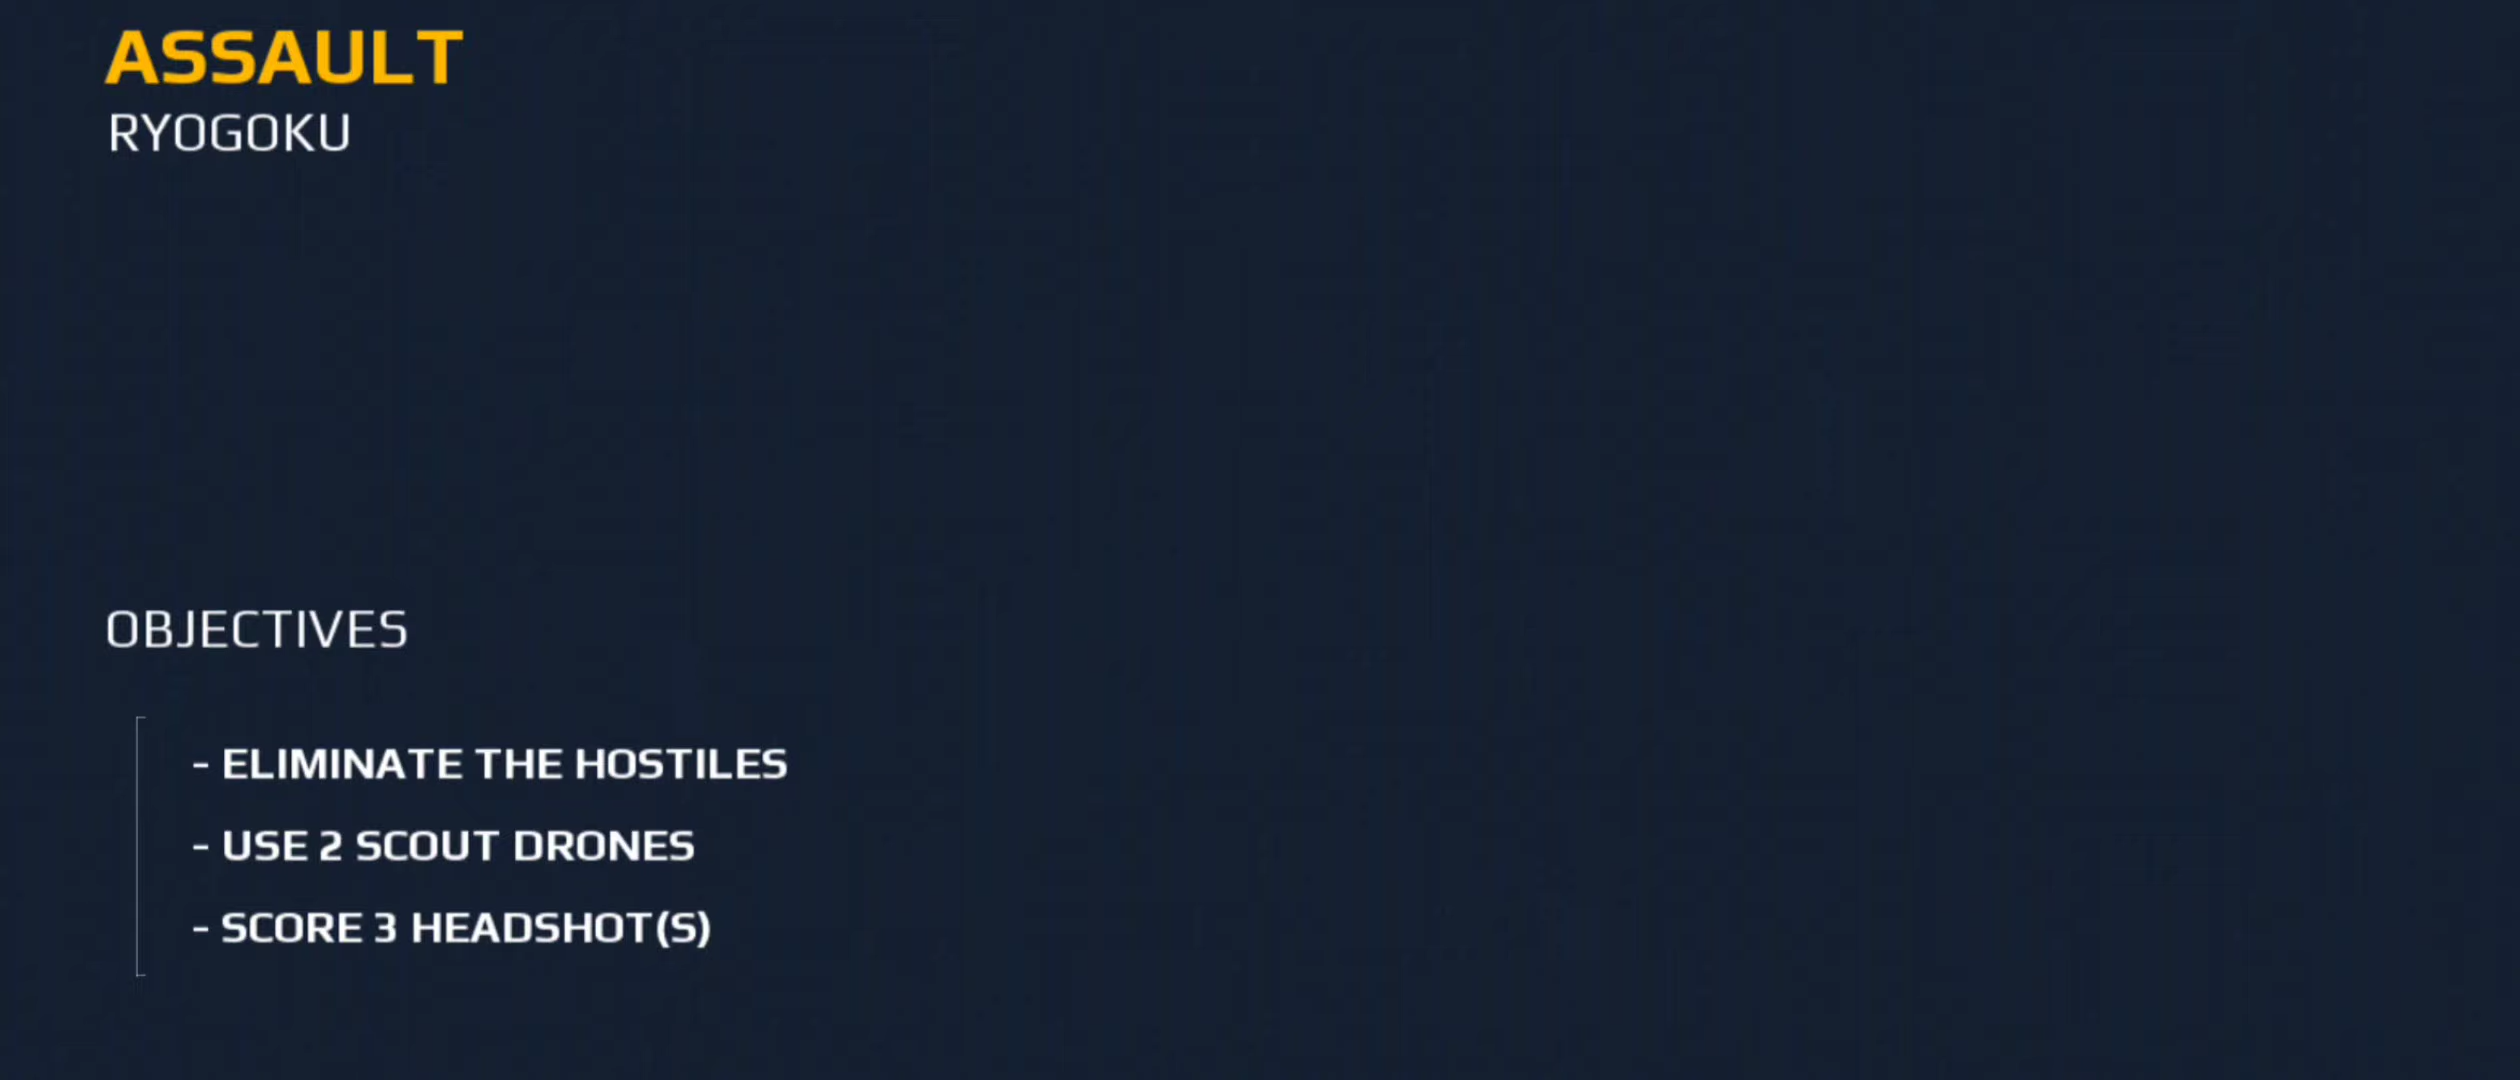 ASSAULT
RYOGOKU
OBJECTIVES
- ELIMINATE THE HOSTILES
- USE 2 SCOUT DRONES
- SCORE 3 HEADSHOT(S)